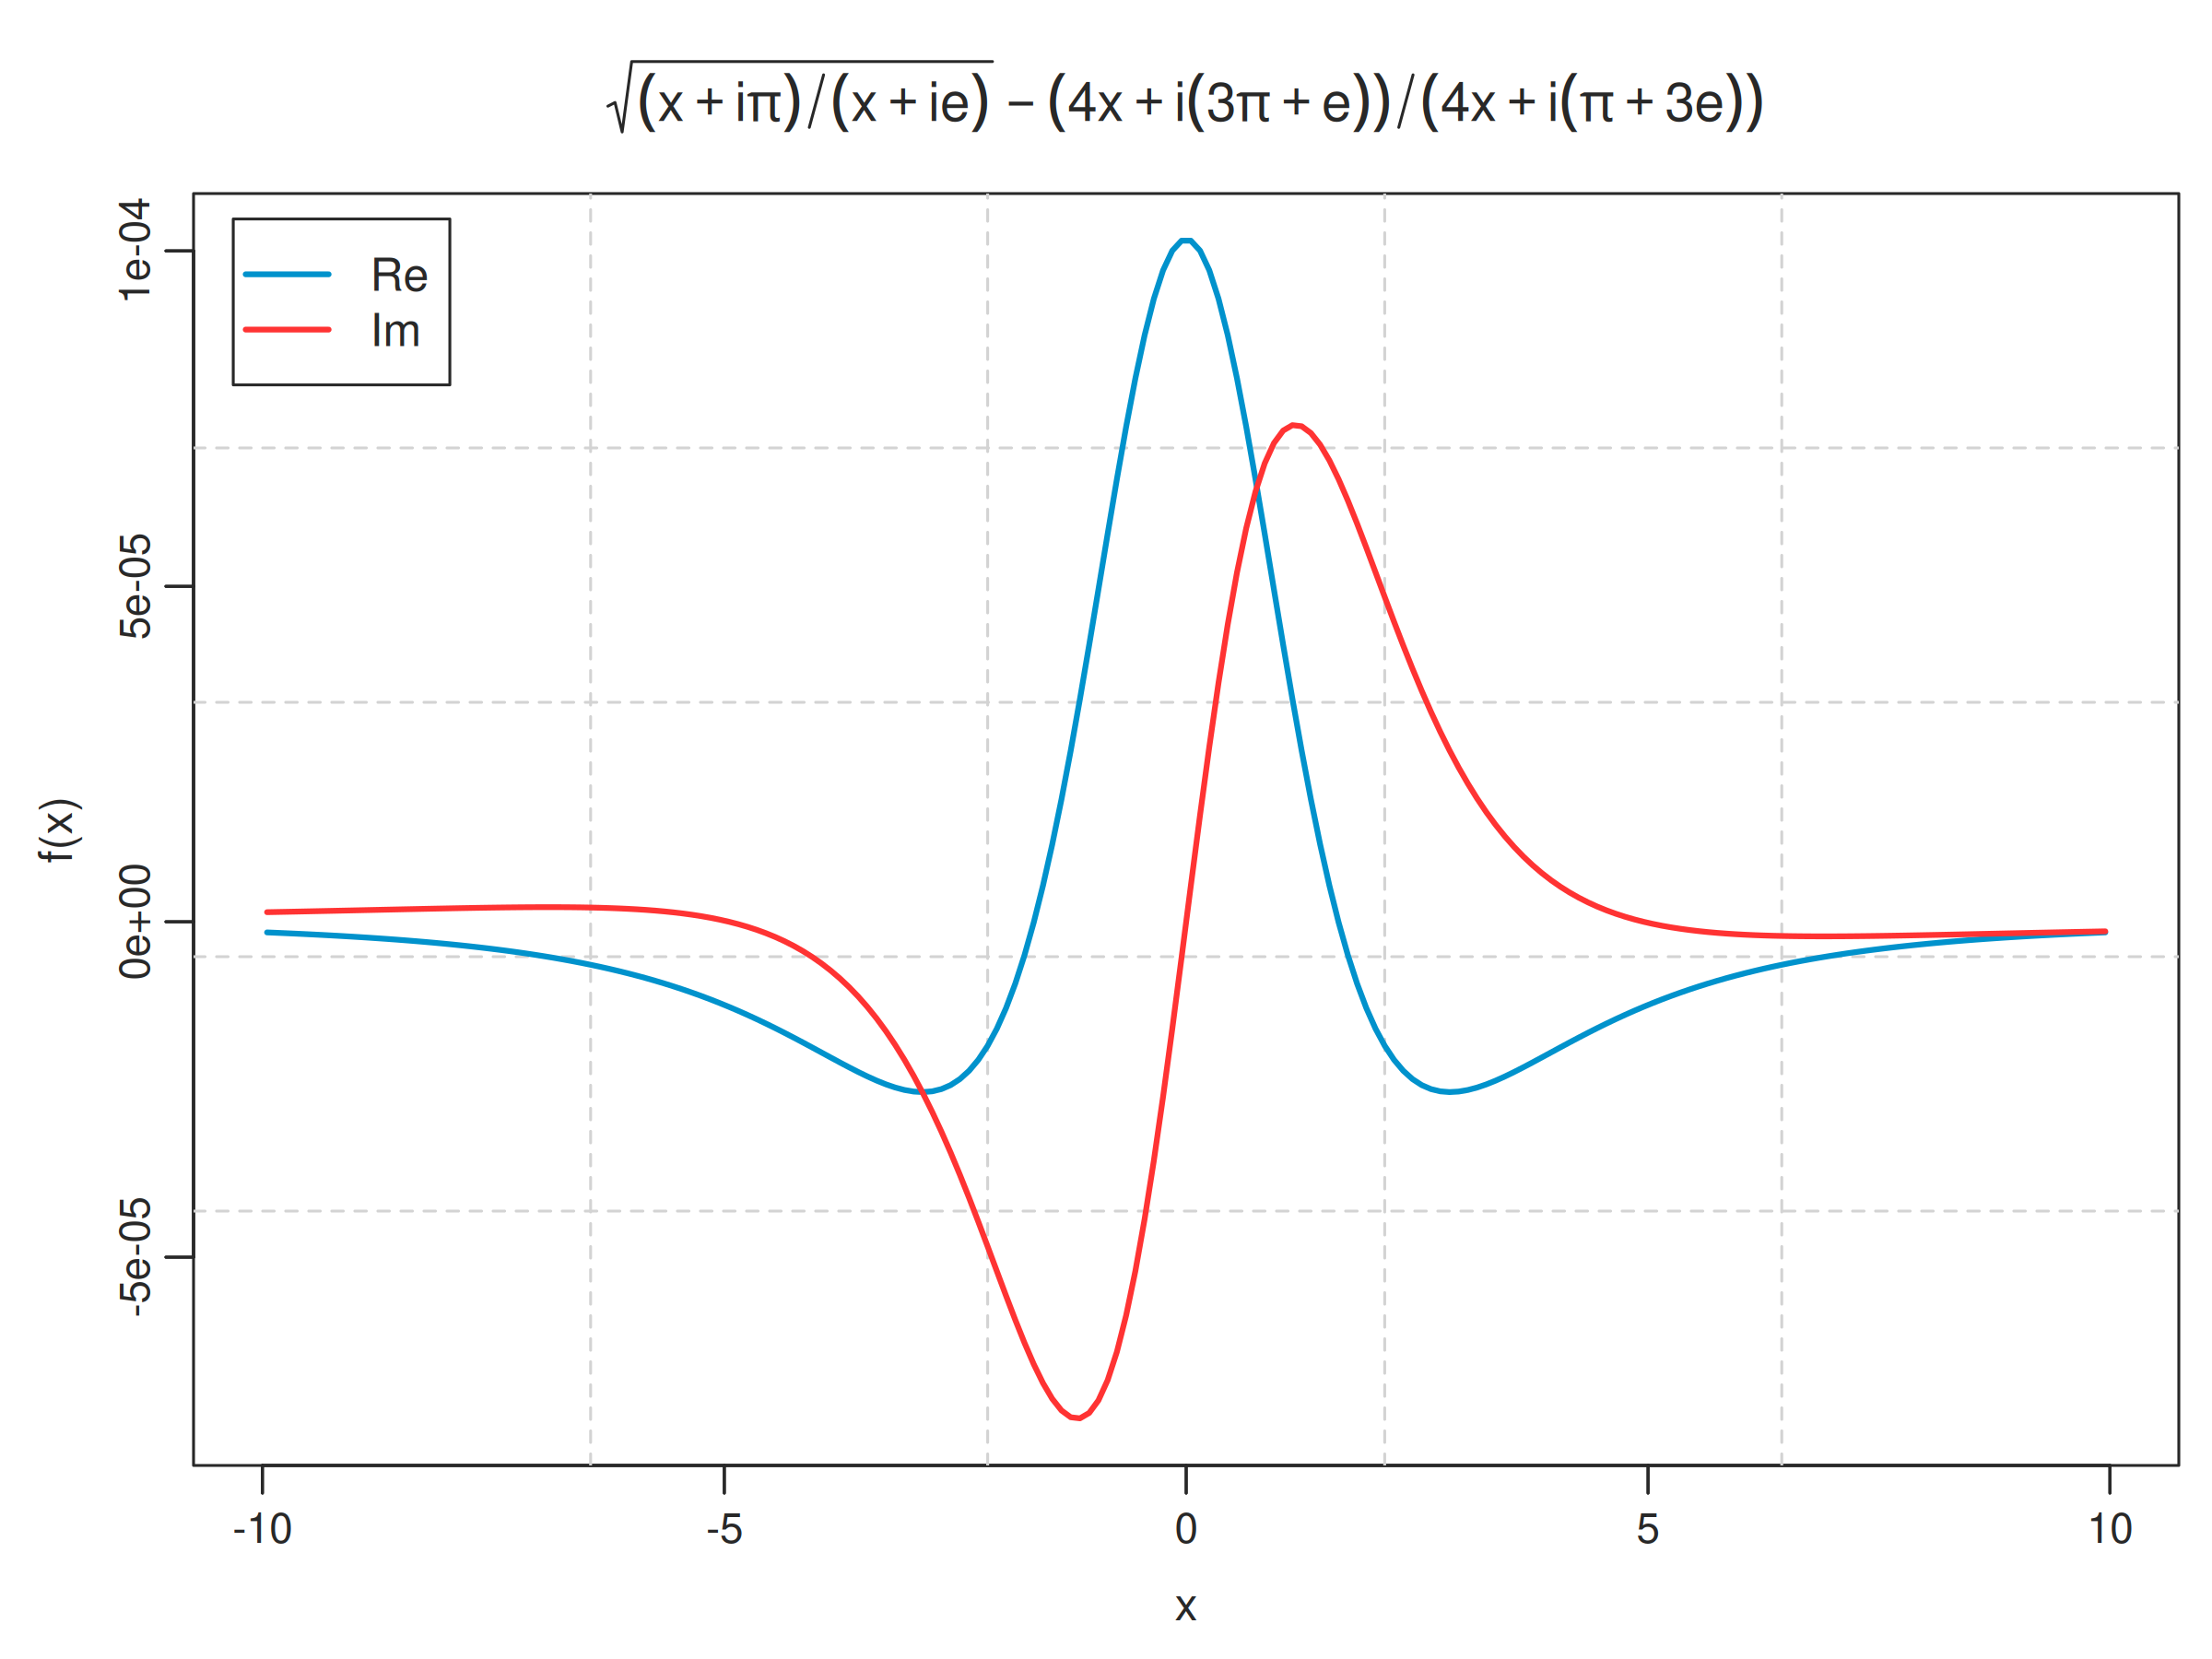 √(x + iπ)/(x + ie) − (4x + i(3π + e))/(4x + i(π + 3e))
Re
Im
f(x)
1e-04
5e-05
0e+00
-5e-05
-10 -5 0 5 10
x